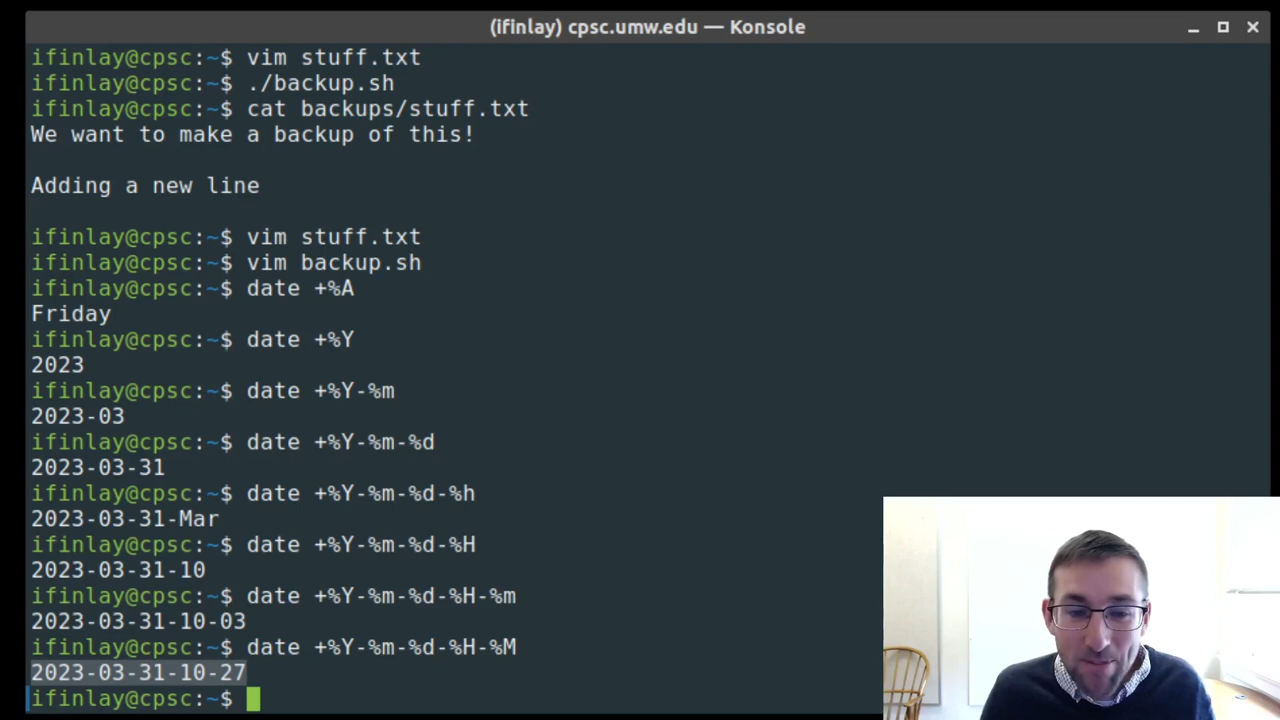 (ifinlay) cpsc.umw.edu — Konsole
ifinlay@cpsc:~$ vim stuff.txt
ifinlay@cpsc:~$ ./backup.sh
ifinlay@cpsc:~$ cat backups/stuff.txt
We want to make a backup of this!
Adding a new line
ifinlay@cpsc:~$ vim stuff.txt
ifinlay@cpsc:~$ vim backup.sh
ifinlay@cpsc:~$ date +%A
Friday
ifinlay@cpsc:~$ date +%Y
2023
ifinlay@cpsc:~$ date +%Y-%m
2023-03
ifinlay@cpsc:~$ date +%Y-%m-%d
2023-03-31
ifinlay@cpsc:~$ date +%Y-%m-%d-%h
2023-03-31-Mar
ifinlay@cpsc:~$ date +%Y-%m-%d-%H
2023-03-31-10
ifinlay@cpsc:~$ date +%Y-%m-%d-%H-%m
2023-03-31-10-03
ifinlay@cpsc:~$ date +%Y-%m-%d-%H-%M
2023-03-31-10-27
ifinlay@cpsc:~$